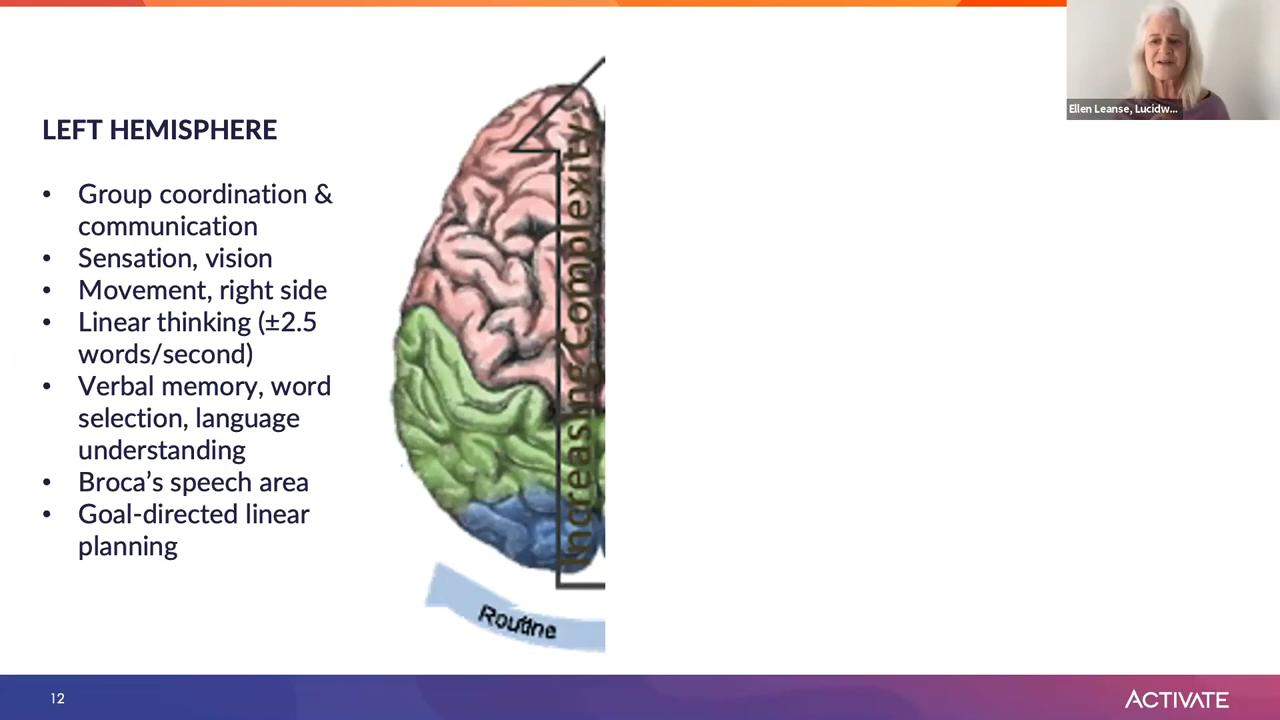 Ellen Leanse, Lucidw...
LEFT HEMISPHERE
• Group coordination &
communication
• Sensation, vision
• Movement, right side
• Linear thinking (±2.5
words/second)
• Verbal memory, word
selection, language
understanding
• Broca’s speech area
• Goal-directed linear
planning
Increasing Complexity
Routine
12
ACTIVATE